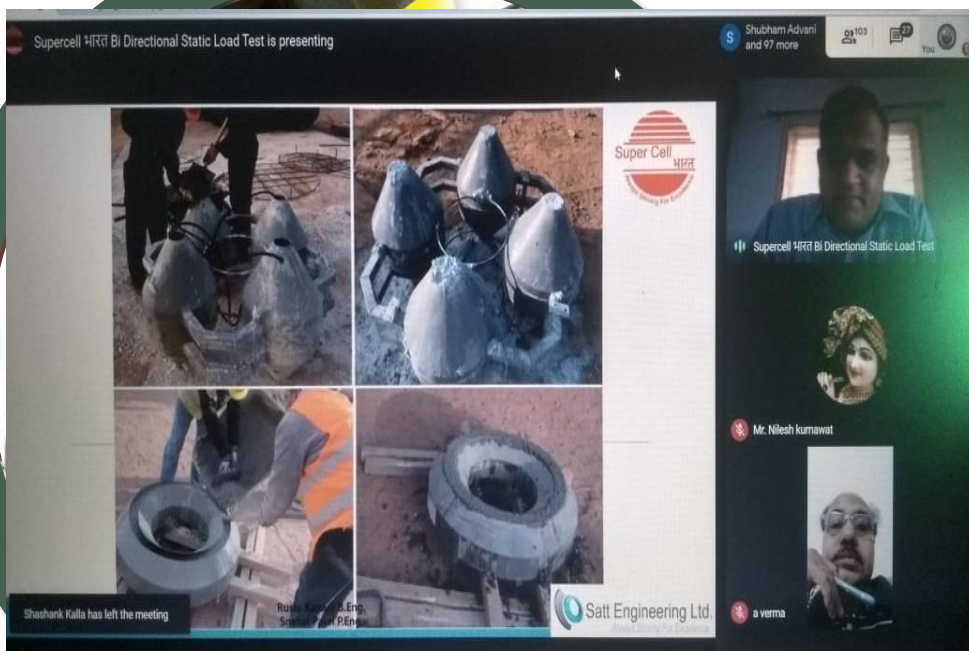 Supercell भारत Bi Directional Static Load Test is presenting
Shubham Advani
and 97 more
S
103
27
You
Super Cell
भारत
Supercell भारत Bi Directional Static Load Test
Mr. Nilesh kumawat
a verma
Shashank Kalla has left the meeting
B.Eng.
P.Eng.
Satt Engineering Ltd.